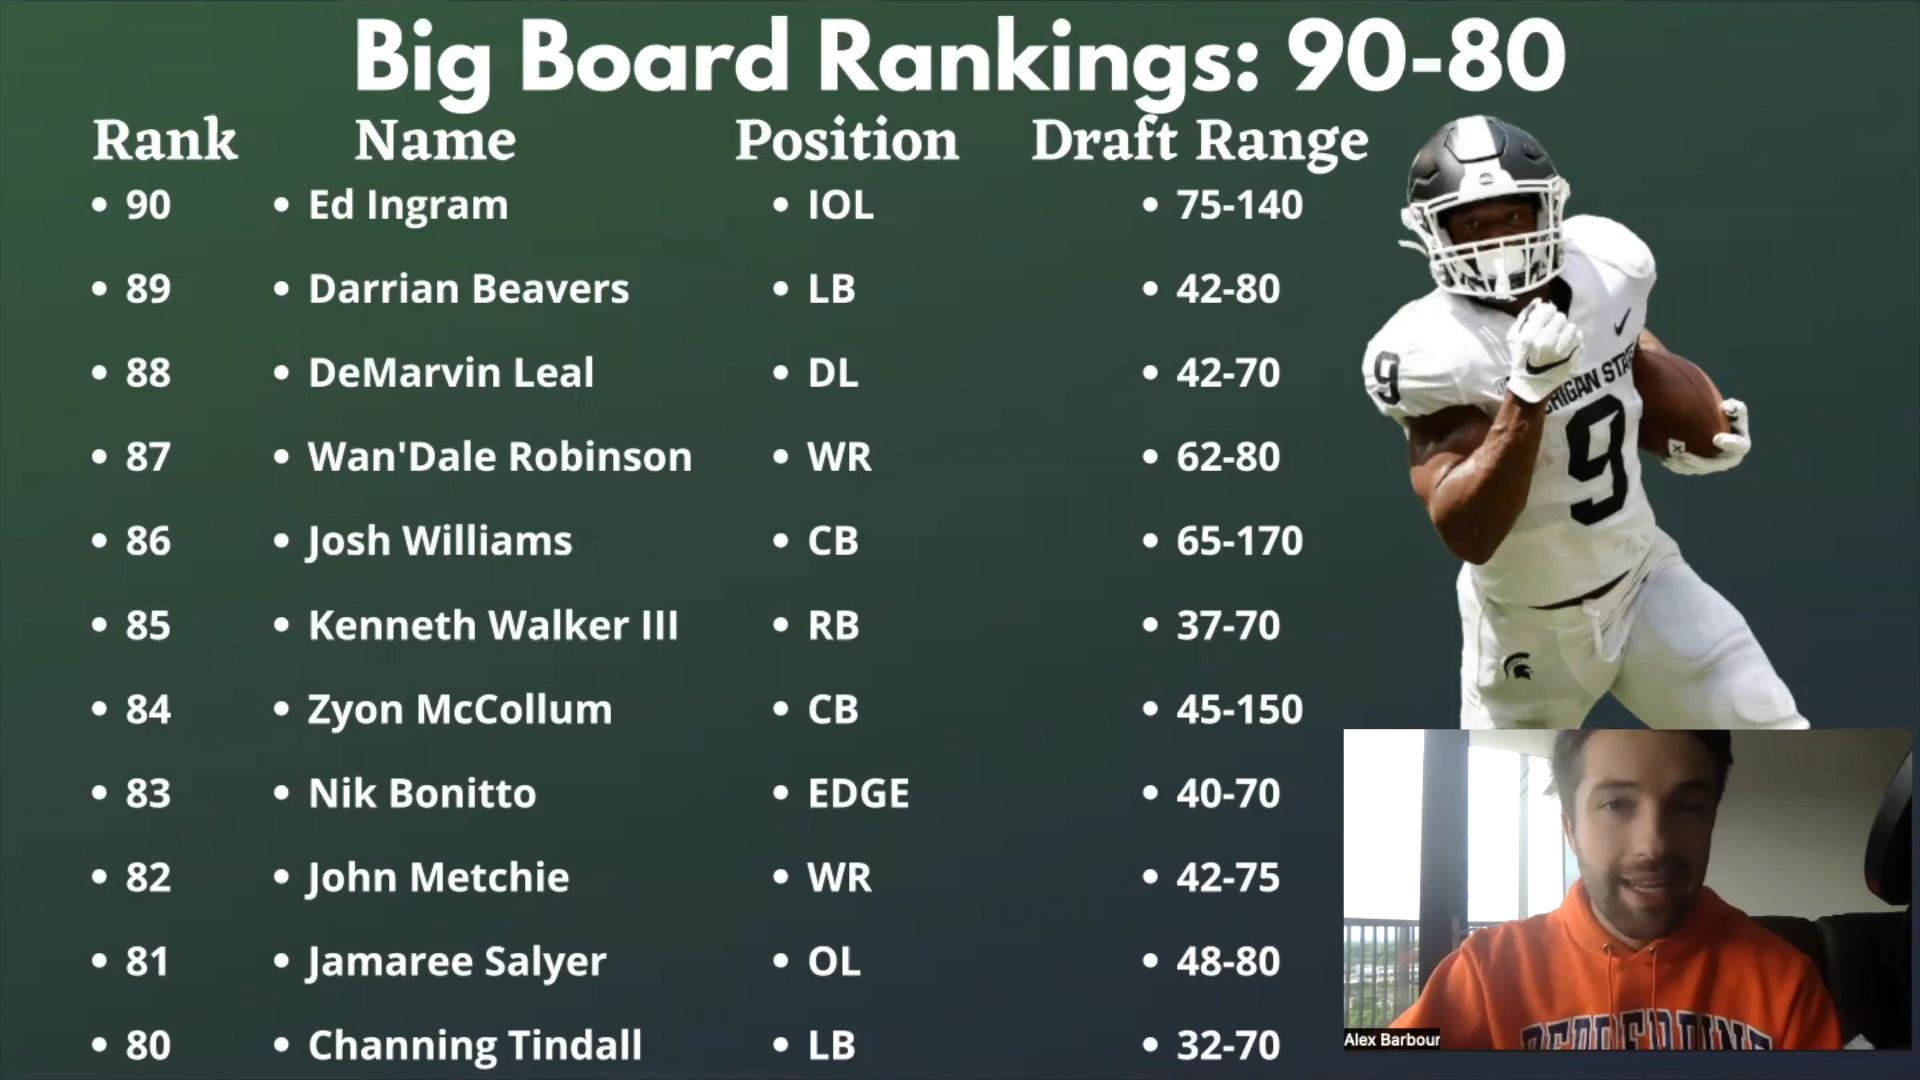 Big Board Rankings: 90-80
Rank Name Position Draft Range
• 90 • Ed Ingram • IOL • 75-140
• 89 • Darrian Beavers • LB • 42-80
• 88 • DeMarvin Leal • DL • 42-70
• 87 • Wan'Dale Robinson • WR • 62-80
• 86 • Josh Williams • CB • 65-170
• 85 • Kenneth Walker III • RB • 37-70
• 84 • Zyon McCollum • CB • 45-150
• 83 • Nik Bonitto • EDGE • 40-70
• 82 • John Metchie • WR • 42-75
• 81 • Jamaree Salyer • OL • 48-80
• 80 • Channing Tindall • LB • 32-70
9
9
Alex Barbour